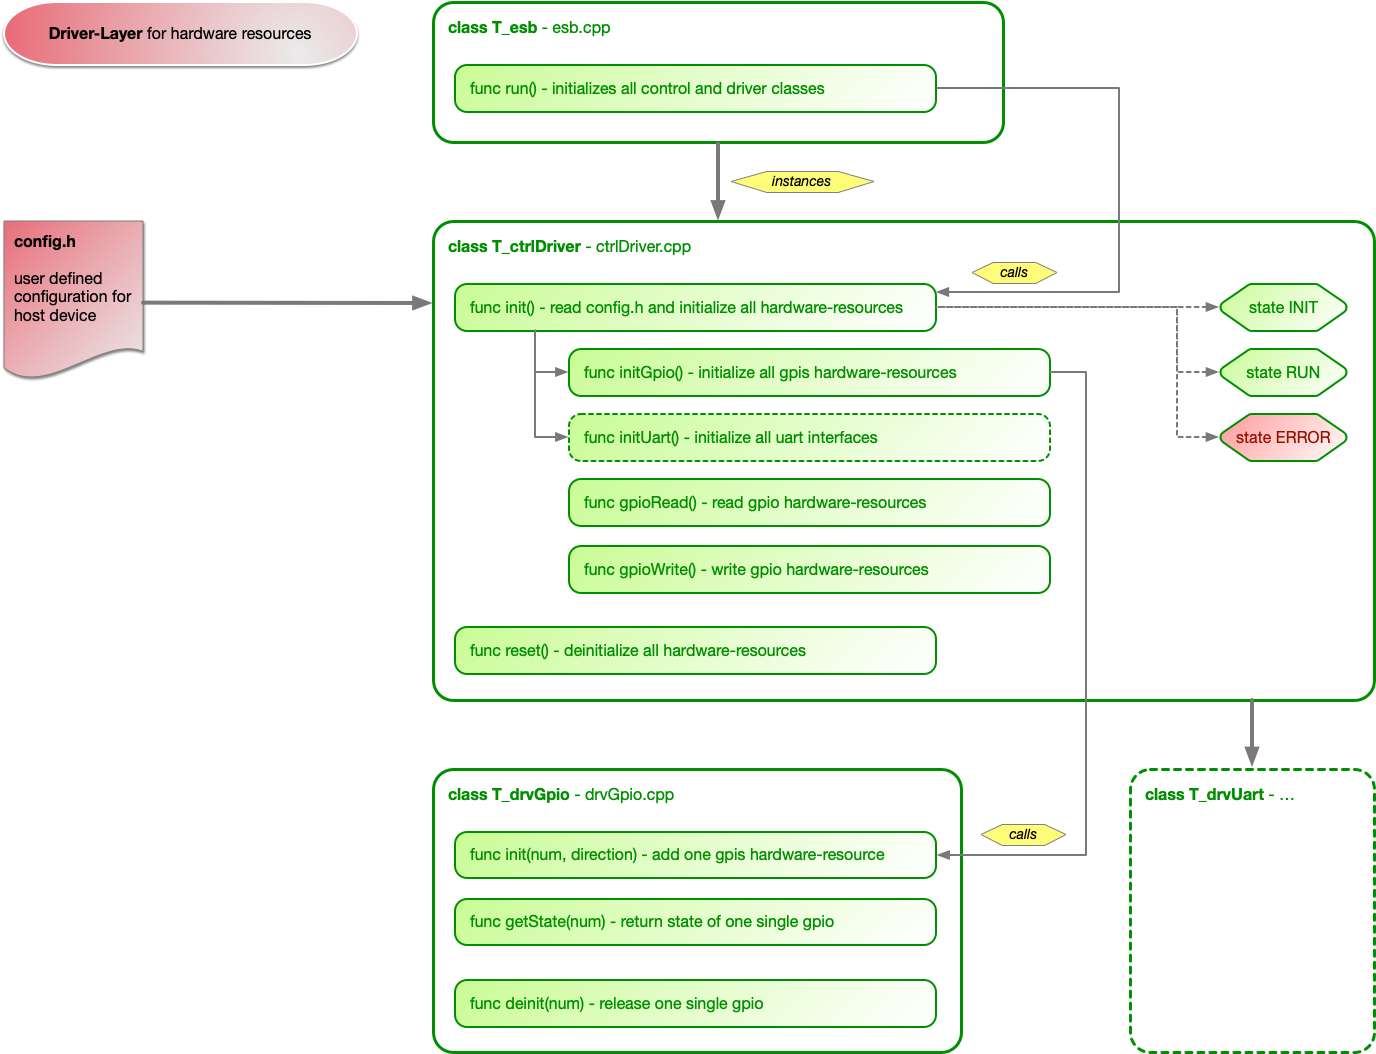 Driver-Layer for hardware resources
class T_esb - esb.cpp
func run() - initializes all control and driver classes
instances
config.h
user defined
configuration for
host device
class T_ctrlDriver - ctrlDriver.cpp
calls
func init() - read config.h and initialize all hardware-resources
state INIT
func initGpio() - initialize all gpis hardware-resources
state RUN
func initUart() - initialize all uart interfaces
state ERROR
func gpioRead() - read gpio hardware-resources
func gpioWrite() - write gpio hardware-resources
func reset() - deinitialize all hardware-resources
class T_drvGpio - drvGpio.cpp
class T_drvUart - ...
calls
func init(num, direction) - add one gpis hardware-resource
func getState(num) - return state of one single gpio
func deinit(num) - release one single gpio